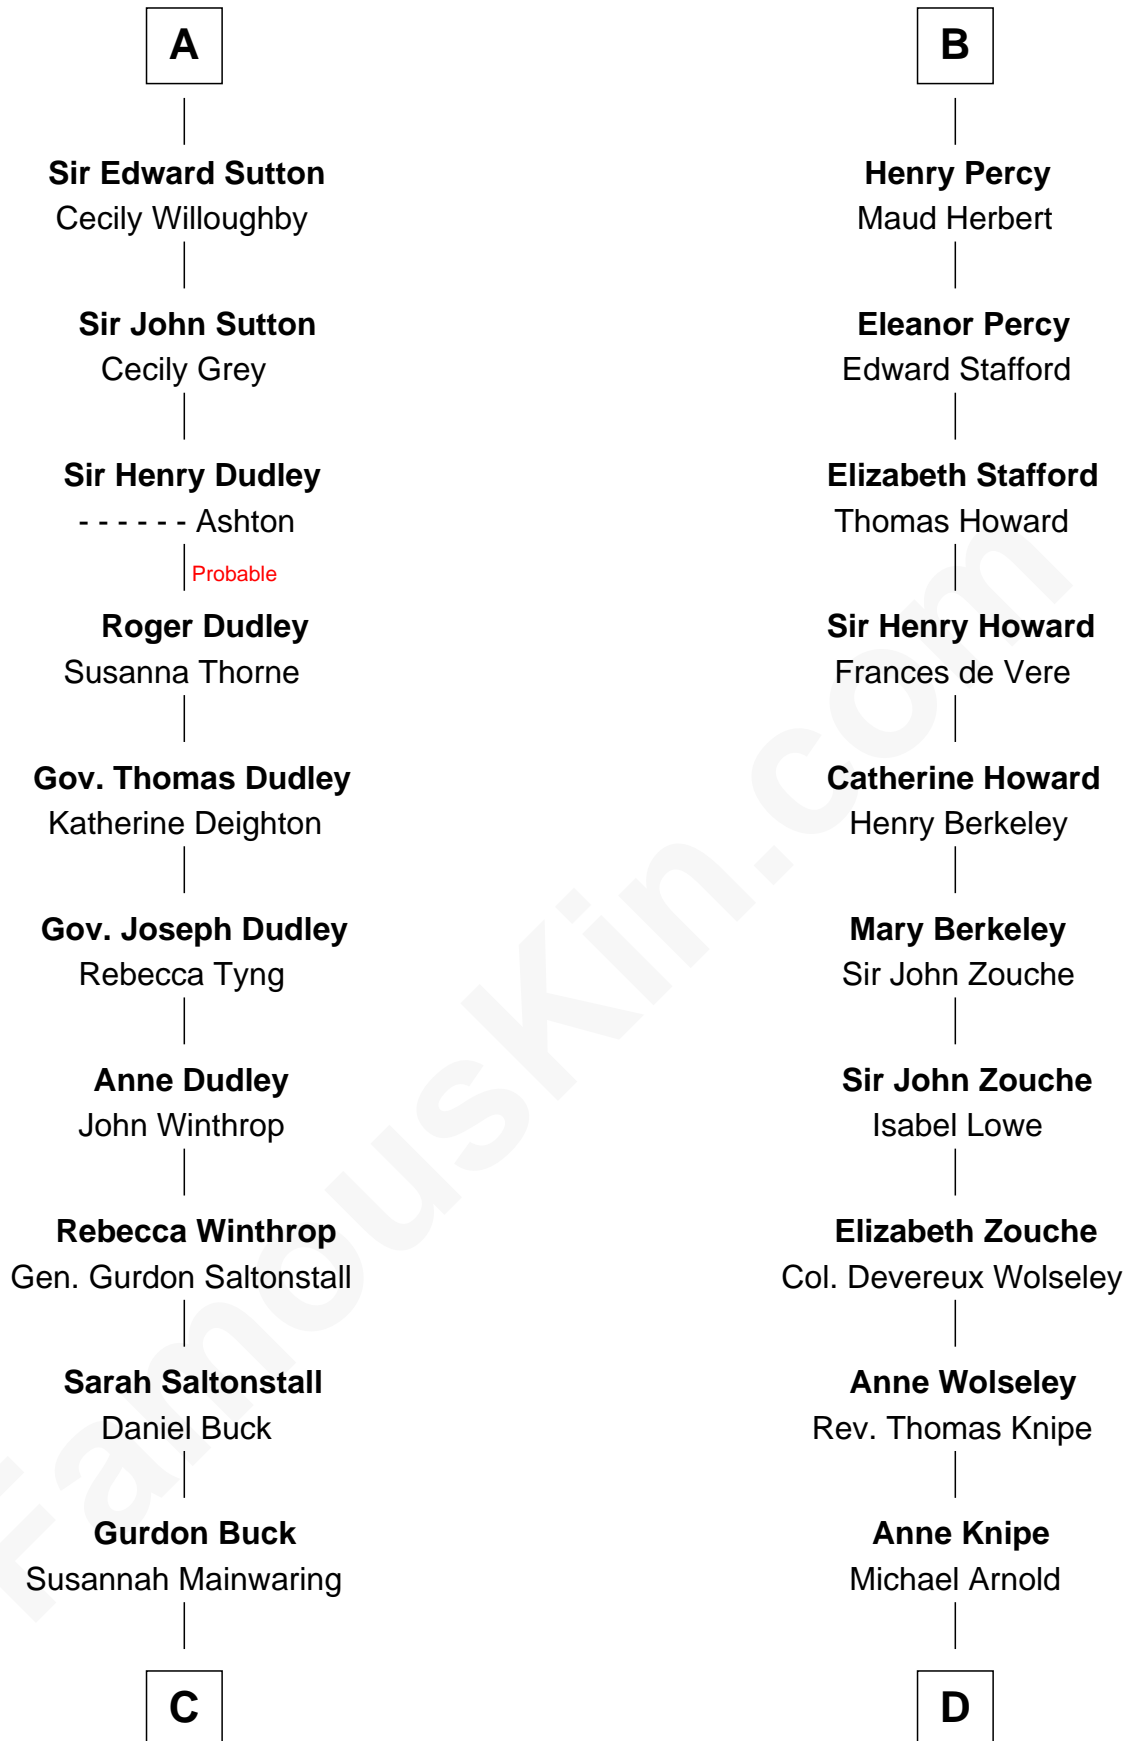 A
Sir Edward Sutton
Cecily Willoughby
Sir John Sutton
Cecily Grey
Sir Henry Dudley
- - - - - - Ashton
Probable
Roger Dudley
Susanna Thorne
Gov. Thomas Dudley
Katherine Deighton
Gov. Joseph Dudley
Rebecca Tyng
Anne Dudley
John Winthrop
Rebecca Winthrop
Gen. Gurdon Saltonstall
Sarah Saltonstall
Daniel Buck
Gurdon Buck
Susannah Mainwaring
C
B
Henry Percy
Maud Herbert
Eleanor Percy
Edward Stafford
Elizabeth Stafford
Thomas Howard
Sir Henry Howard
Frances de Vere
Catherine Howard
Henry Berkeley
Mary Berkeley
Sir John Zouche
Sir John Zouche
Isabel Lowe
Elizabeth Zouche
Col. Devereux Wolseley
Anne Wolseley
Rev. Thomas Knipe
Anne Knipe
Michael Arnold
D
FamousKin.com